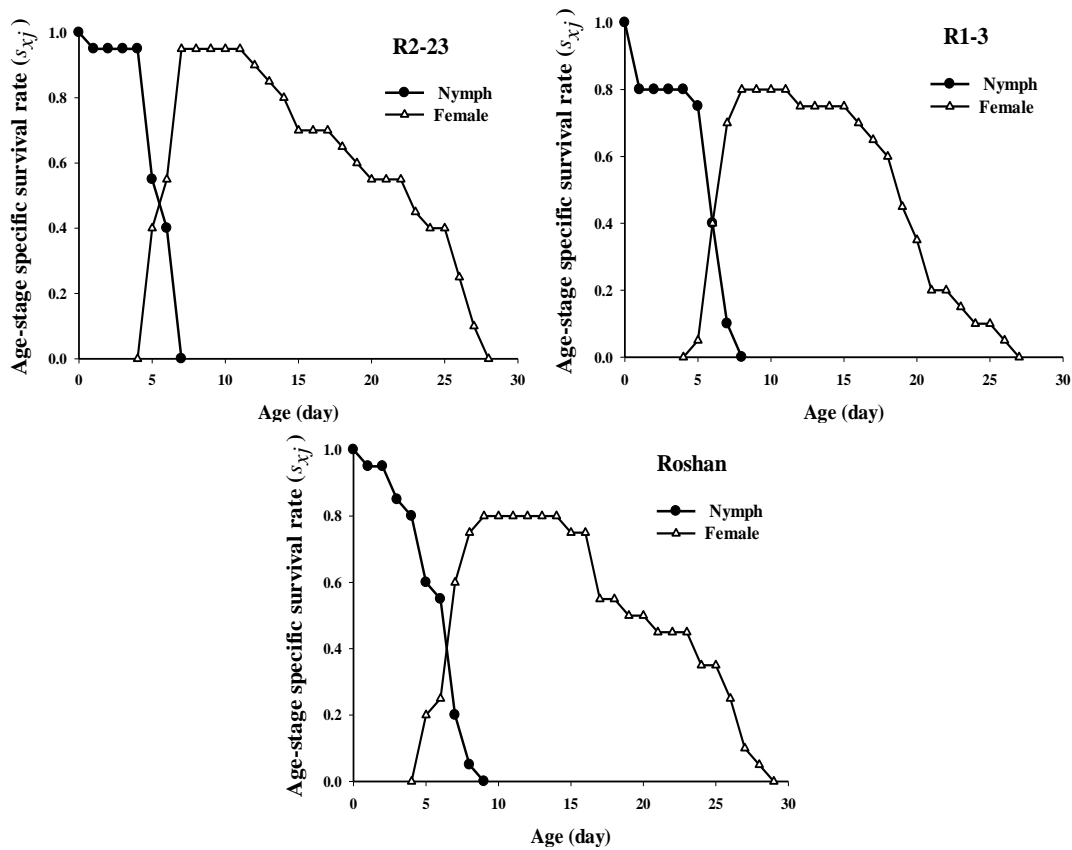 Age-stage specific survival rate (sxj)
R2-23
Nymph
Female
1.0
0.8
0.6
0.4
0.2
0.0
0 5 10 15 20 25 30
Age (day)
Age-stage specific survival rate (sxj)
R1-3
Nymph
Female
1.0
0.8
0.6
0.4
0.2
0.0
0 5 10 15 20 25 30
Age (day)
Age-stage specific survival rate (sxj)
Roshan
Nymph
Female
1.0
0.8
0.6
0.4
0.2
0.0
0 5 10 15 20 25 30
Age (day)